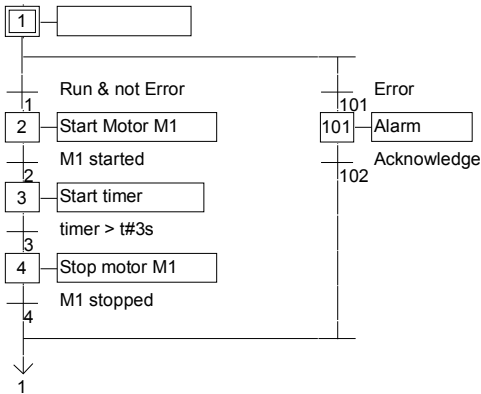 1
Run & not Error
Error
1
101
2
Start Motor M1
101
Alarm
M1 started
Acknowledge
2
102
3
Start timer
timer > t#3s
3
4
Stop motor M1
M1 stopped
4
1